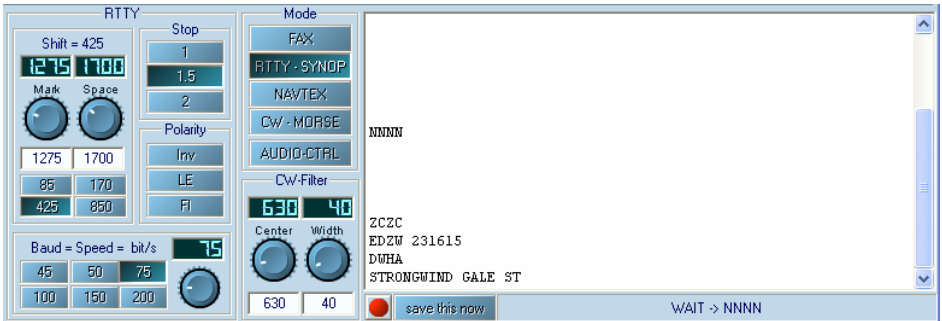 RTTY
Shift = 425
1275 1700
Mark Space
1275 1700
85 170
425 850
Stop
1
1.5
2
Polarity
Inv
LE
FI
Baud = Speed = bit/s 75
45 50 75
100 150 200
Mode
FAX
RTTY - SYNOP
NAVTEX
CW - MORSE
AUDIO-CTRL
CW-Filter
630 40
Center Width
630 40
NNNN
ZCZC
EDZW 231615
DWHA
STRONGWIND GALE ST
save this now
WAIT -> NNNN